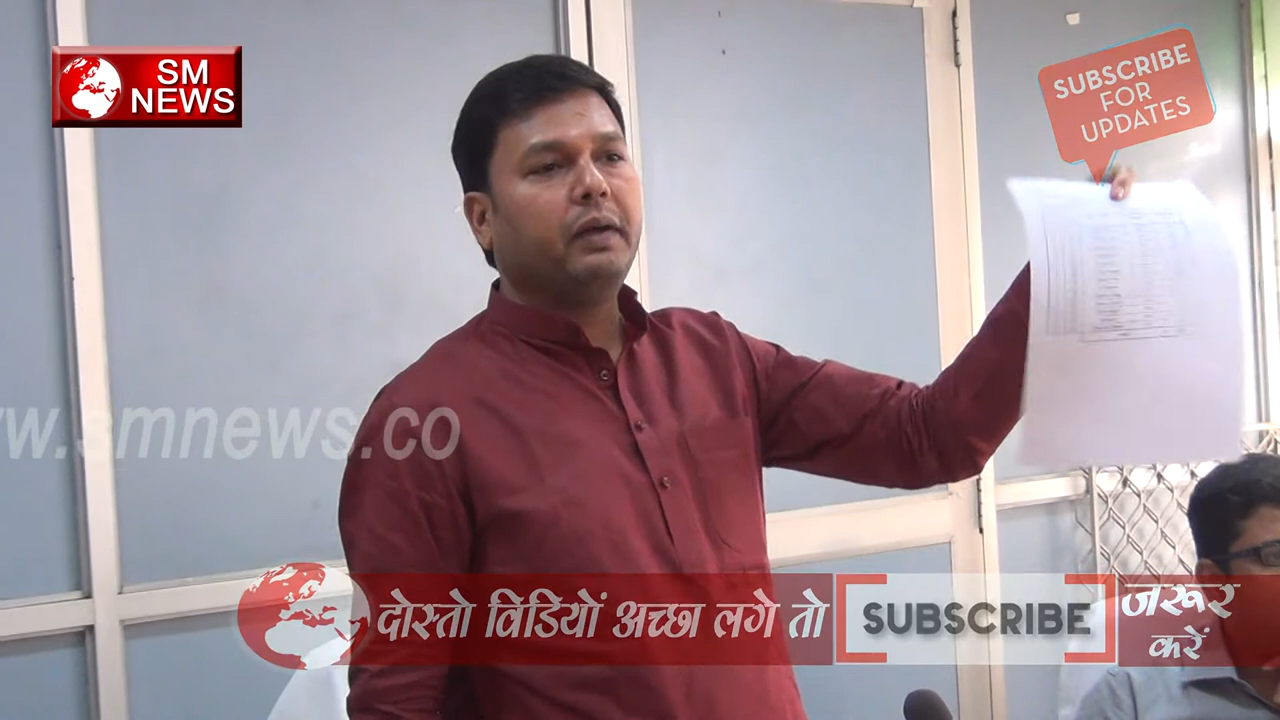 SM
NEWS
SUBSCRIBE
FOR
UPDATES
w.smnews.co
दोस्तो विडियों अच्छा लगे तो SUBSCRIBE जरूर
करें